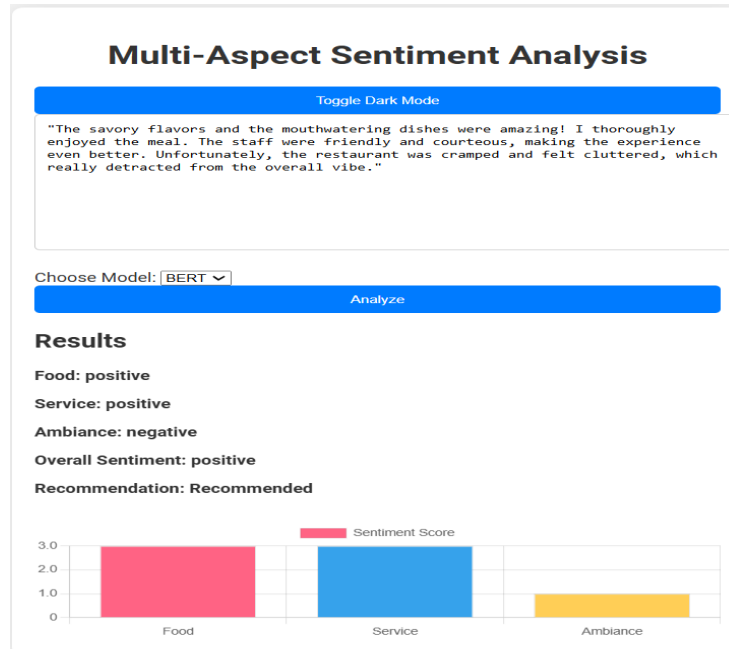 Multi-Aspect Sentiment Analysis
Toggle Dark Mode
"The savory flavors and the mouthwatering dishes were amazing! I thoroughly
enjoyed the meal. The staff were friendly and courteous, making the experience
even better. Unfortunately, the restaurant was cramped and felt cluttered, which
really detracted from the overall vibe."
Choose Model: BERT
Analyze
Results
Food: positive
Service: positive
Ambiance: negative
Overall Sentiment: positive
Recommendation: Recommended
Sentiment Score
3.0
2.0
1.0
0
Food Service Ambiance